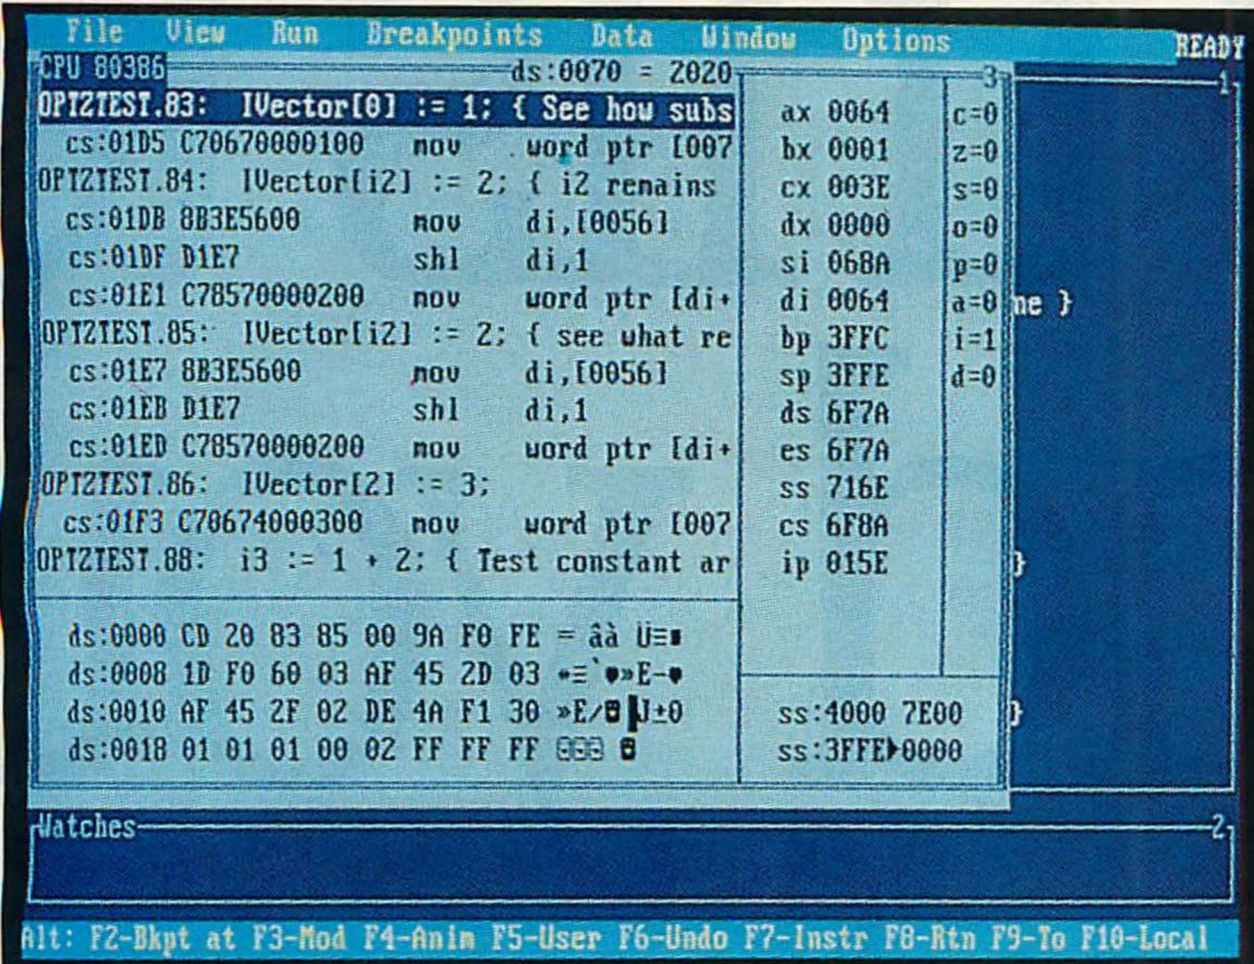 File View Run Breakpoints Data Window Options READY
CPU 80386 ds:0070 = 2020 3 1
OPTZTEST.83: IVector[0] := 1; { See how subs ax 0064 c=0
cs:01D5 C70670000100 mov word ptr [007 bx 0001 z=0
OPTZTEST.84: IVector[i2] := 2; { i2 remains cx 003E s=0
cs:01DB 8B3E5600 mov di,[0056] dx 0000 o=0
cs:01DF D1E7 shl di,1 si 068A p=0
cs:01E1 C78570000200 mov word ptr [di+ di 0064 a=0 me }
OPTZTEST.85: IVector[i2] := 2; { see what re bp 3FFC i=1
cs:01E7 8B3E5600 mov di,[0056] sp 3FFE d=0
cs:01EB D1E7 shl di,1 ds 6F7A
cs:01ED C78570000200 mov word ptr [di+ es 6F7A
OPTZTEST.86: IVector[2] := 3; ss 716E
cs:01F3 C70674000300 mov word ptr [007 cs 6F8A
OPTZTEST.88: i3 := 1 + 2; { Test constant ar ip 015E }
ds:0000 CD 20 83 85 00 9A F0 FE = âà Ü≡■
ds:0008 1D F0 60 03 AF 45 2D 03 ↔≡`♥»E-♥
ds:0010 AF 45 2F 02 DE 4A F1 30 »E/☻▐J±0 ss:4000 7E00 }
ds:0018 01 01 01 00 02 FF FF FF ☺☺☺ ☻ ss:3FFE▶0000
Watches 2
Alt: F2-Bkpt at F3-Mod F4-Anim F5-User F6-Undo F7-Instr F8-Rtn F9-To F10-Local